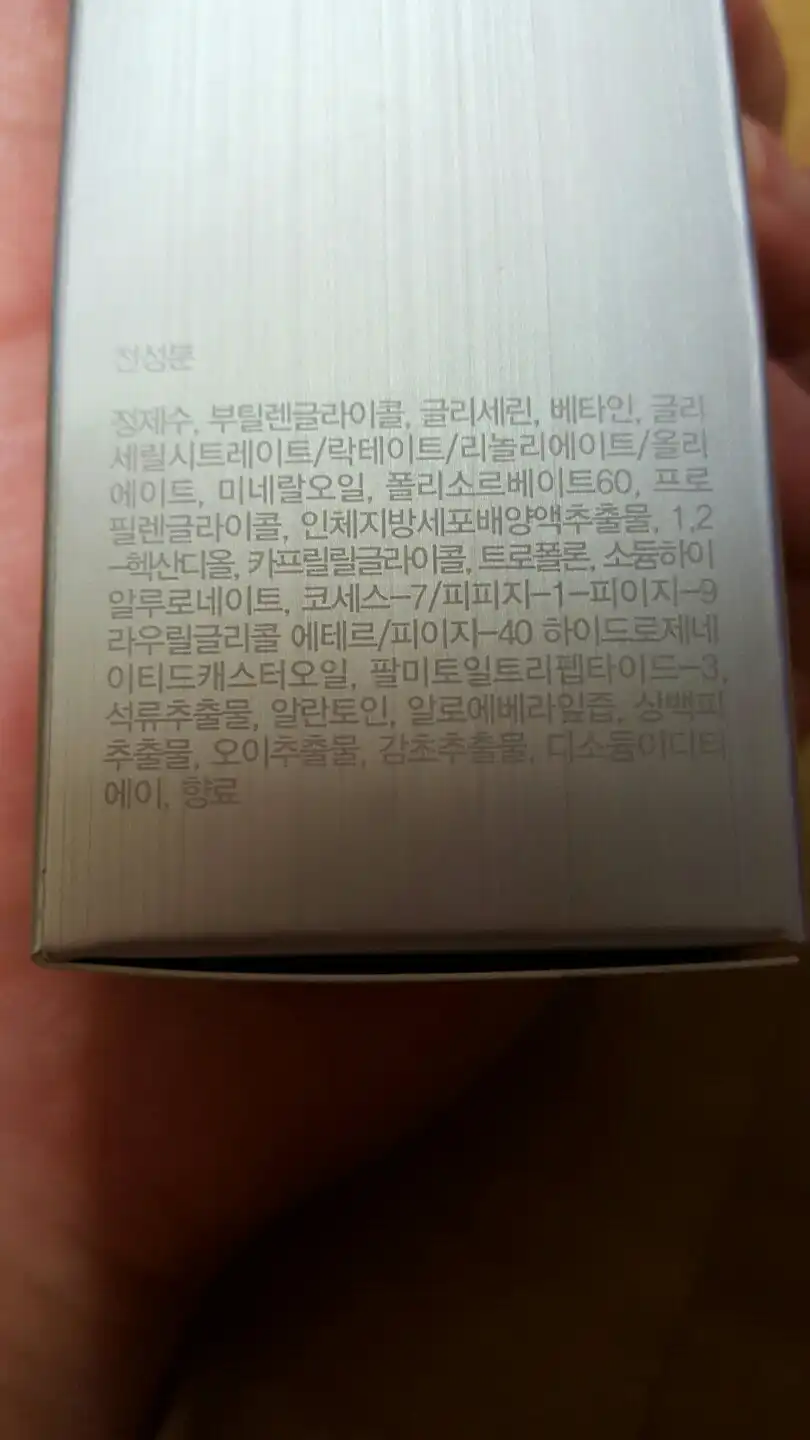 전성분
정제수, 부틸렌글라이콜, 글리세린, 베타인, 글리
세릴시트레이트/락테이트/리놀리에이트/올리
에이트, 미네랄오일, 폴리소르베이트60, 프로
필렌글라이콜, 인체지방세포배양액추출물, 1,2
-헥산디올, 카프릴릴글라이콜, 트로폴론, 소듐하이
알루로네이트, 코세스-7/피피지-1-피이지-9
라우릴글리콜 에테르/피이지-40 하이드로제네
이티드캐스터오일, 팔미토일트리펩타이드-3,
석류추출물, 알란토인, 알로에베라잎즙, 상백피
추출물, 오이추출물, 감초추출물, 디소듐이디티
에이, 향료